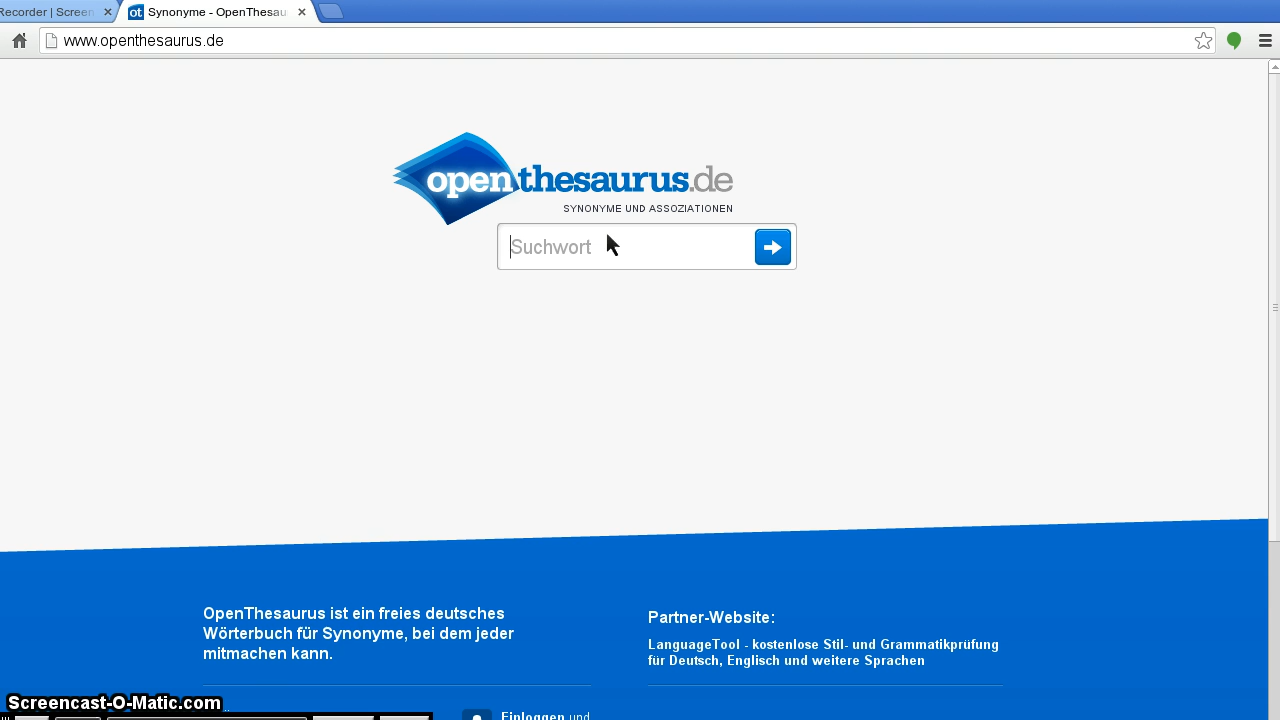 Recorder | Screen
Synonyme - OpenThesau
www.openthesaurus.de
openthesaurus.de
SYNONYME UND ASSOZIATIONEN
Suchwort
OpenThesaurus ist ein freies deutsches
Wörterbuch für Synonyme, bei dem jeder
mitmachen kann.
Partner-Website:
LanguageTool - kostenlose Stil- und Grammatikprüfung
für Deutsch, Englisch und weitere Sprachen
Einloggen und
Screencast-O-Matic.com